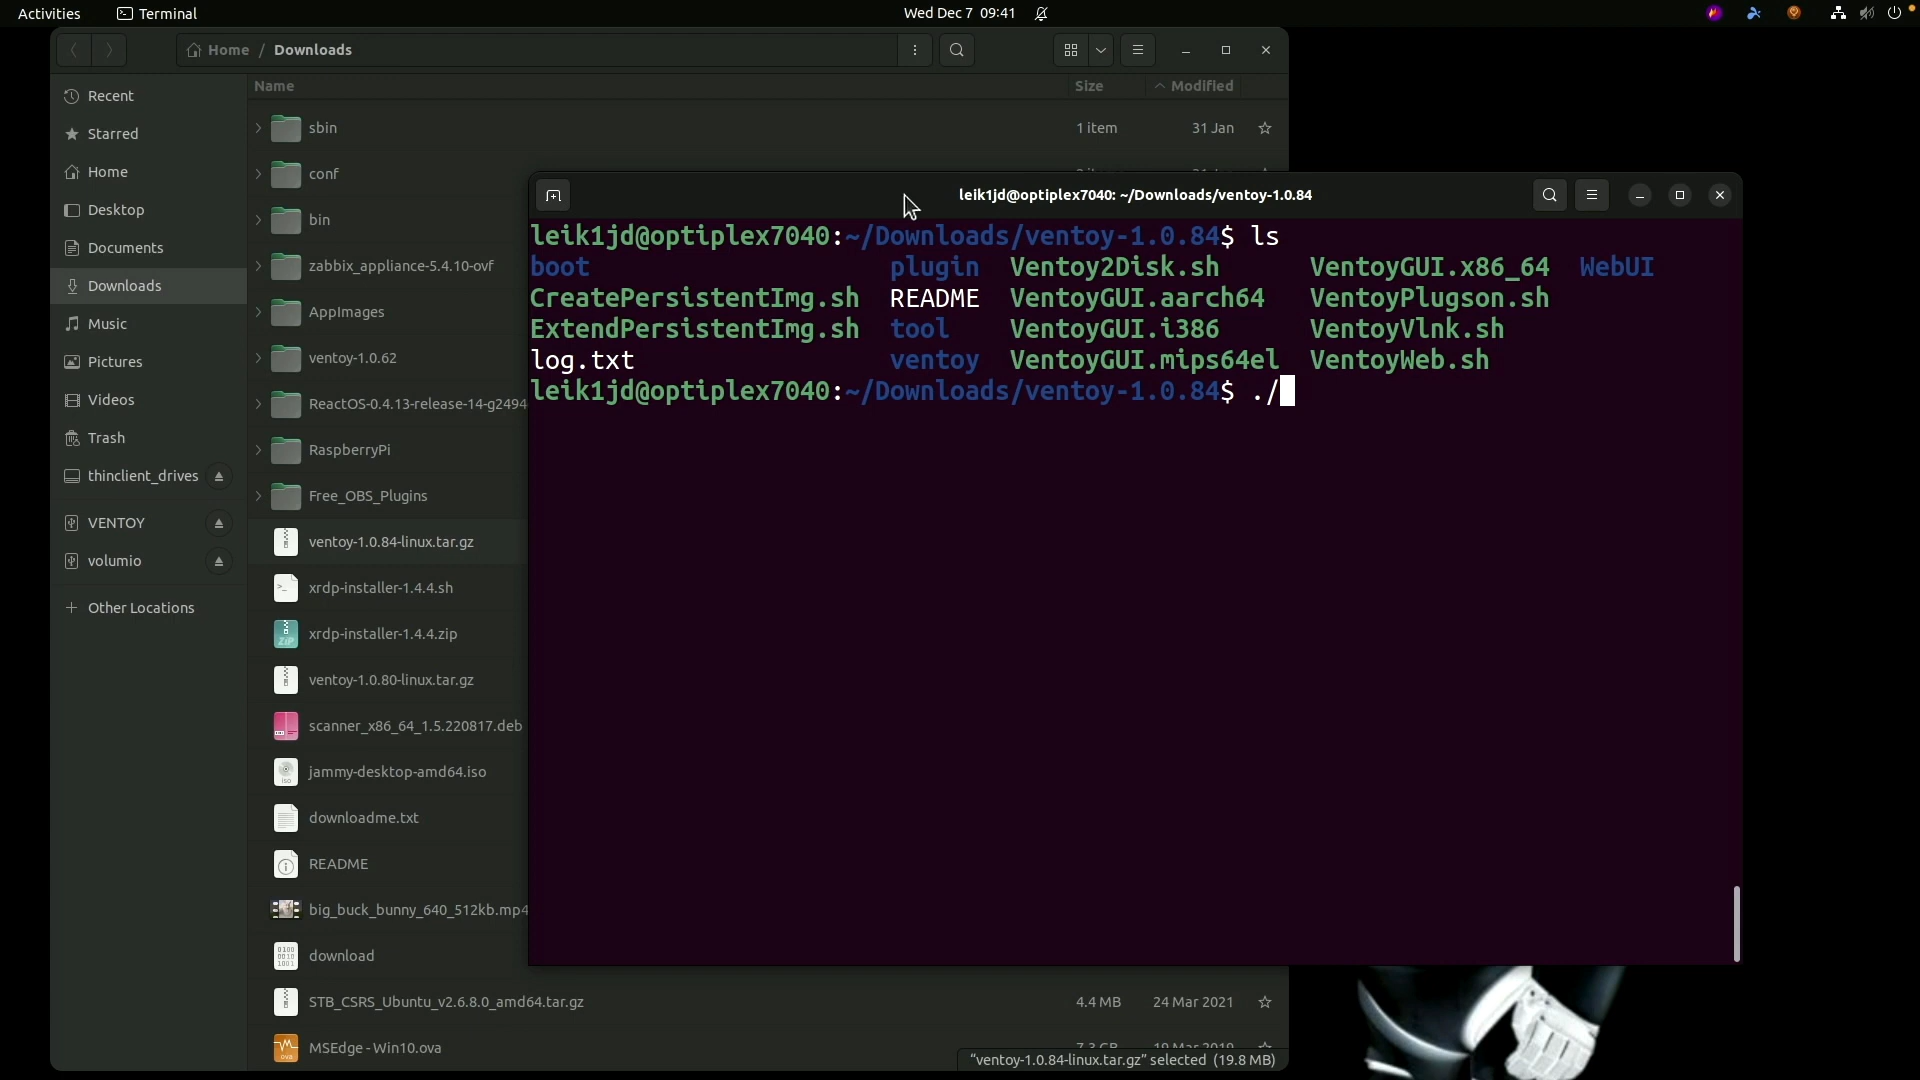 Activities
Terminal
Wed Dec 7 09:41
Home / Downloads
Name Size Modified
Recent
Starred
Home
Desktop
Documents
Downloads
Music
Pictures
Videos
Trash
thinclient_drives
VENTOY
volumio
+ Other Locations
sbin 1 item 31 Jan
conf
bin
zabbix_appliance-5.4.10-ovf
AppImages
ventoy-1.0.62
ReactOS-0.4.13-release-14-g2494
RaspberryPi
Free_OBS_Plugins
ventoy-1.0.84-linux.tar.gz
xrdp-installer-1.4.4.sh
xrdp-installer-1.4.4.zip
ventoy-1.0.80-linux.tar.gz
scanner_x86_64_1.5.220817.deb
jammy-desktop-amd64.iso
downloadme.txt
README
big_buck_bunny_640_512kb.mp4
download
STB_CSRS_Ubuntu_v2.6.8.0_amd64.tar.gz 4.4 MB 24 Mar 2021
MSEdge - Win10.ova
"ventoy-1.0.84-linux.tar.gz" selected (19.8 MB)
leik1jd@optiplex7040: ~/Downloads/ventoy-1.0.84
leik1jd@optiplex7040:~/Downloads/ventoy-1.0.84$ ls
boot plugin Ventoy2Disk.sh VentoyGUI.x86_64 WebUI
CreatePersistentImg.sh README VentoyGUI.aarch64 VentoyPlugson.sh
ExtendPersistentImg.sh tool VentoyGUI.i386 VentoyVlnk.sh
log.txt ventoy VentoyGUI.mips64el VentoyWeb.sh
leik1jd@optiplex7040:~/Downloads/ventoy-1.0.84$ ./